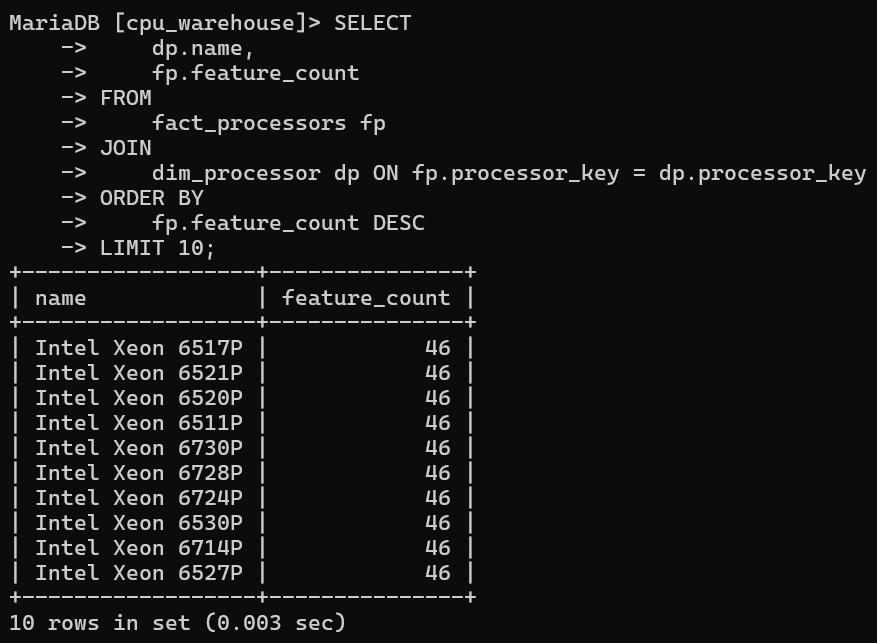 MariaDB [cpu_warehouse]> SELECT
    ->     dp.name,
    ->     fp.feature_count
    -> FROM
    ->     fact_processors fp
    -> JOIN
    ->     dim_processor dp ON fp.processor_key = dp.processor_key
    -> ORDER BY
    ->     fp.feature_count DESC
    -> LIMIT 10;
+------------------+---------------+
| name             | feature_count |
+------------------+---------------+
| Intel Xeon 6517P |            46 |
| Intel Xeon 6521P |            46 |
| Intel Xeon 6520P |            46 |
| Intel Xeon 6511P |            46 |
| Intel Xeon 6730P |            46 |
| Intel Xeon 6728P |            46 |
| Intel Xeon 6724P |            46 |
| Intel Xeon 6530P |            46 |
| Intel Xeon 6714P |            46 |
| Intel Xeon 6527P |            46 |
+------------------+---------------+
10 rows in set (0.003 sec)